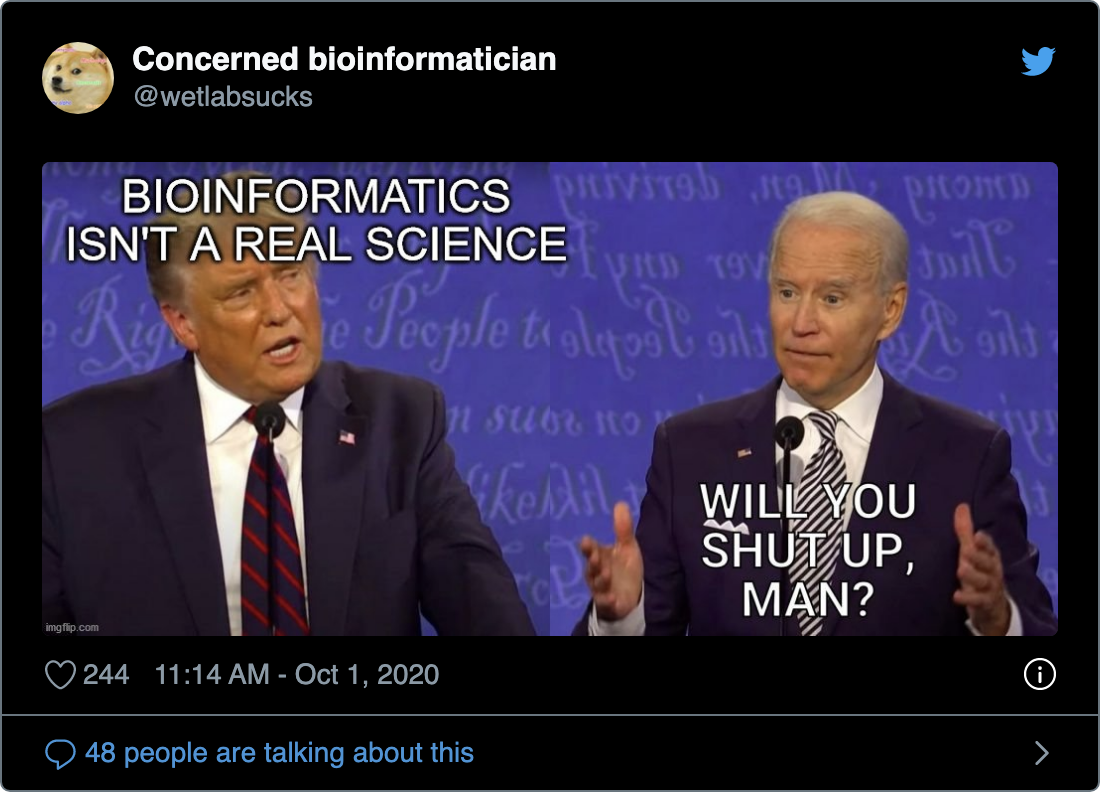 Concerned bioinformatician
@wetlabsucks
BIOINFORMATICS
ISN'T A REAL SCIENCE
WILL YOU
SHUT UP,
MAN?
imgflip.com
244 11:14 AM - Oct 1, 2020
48 people are talking about this